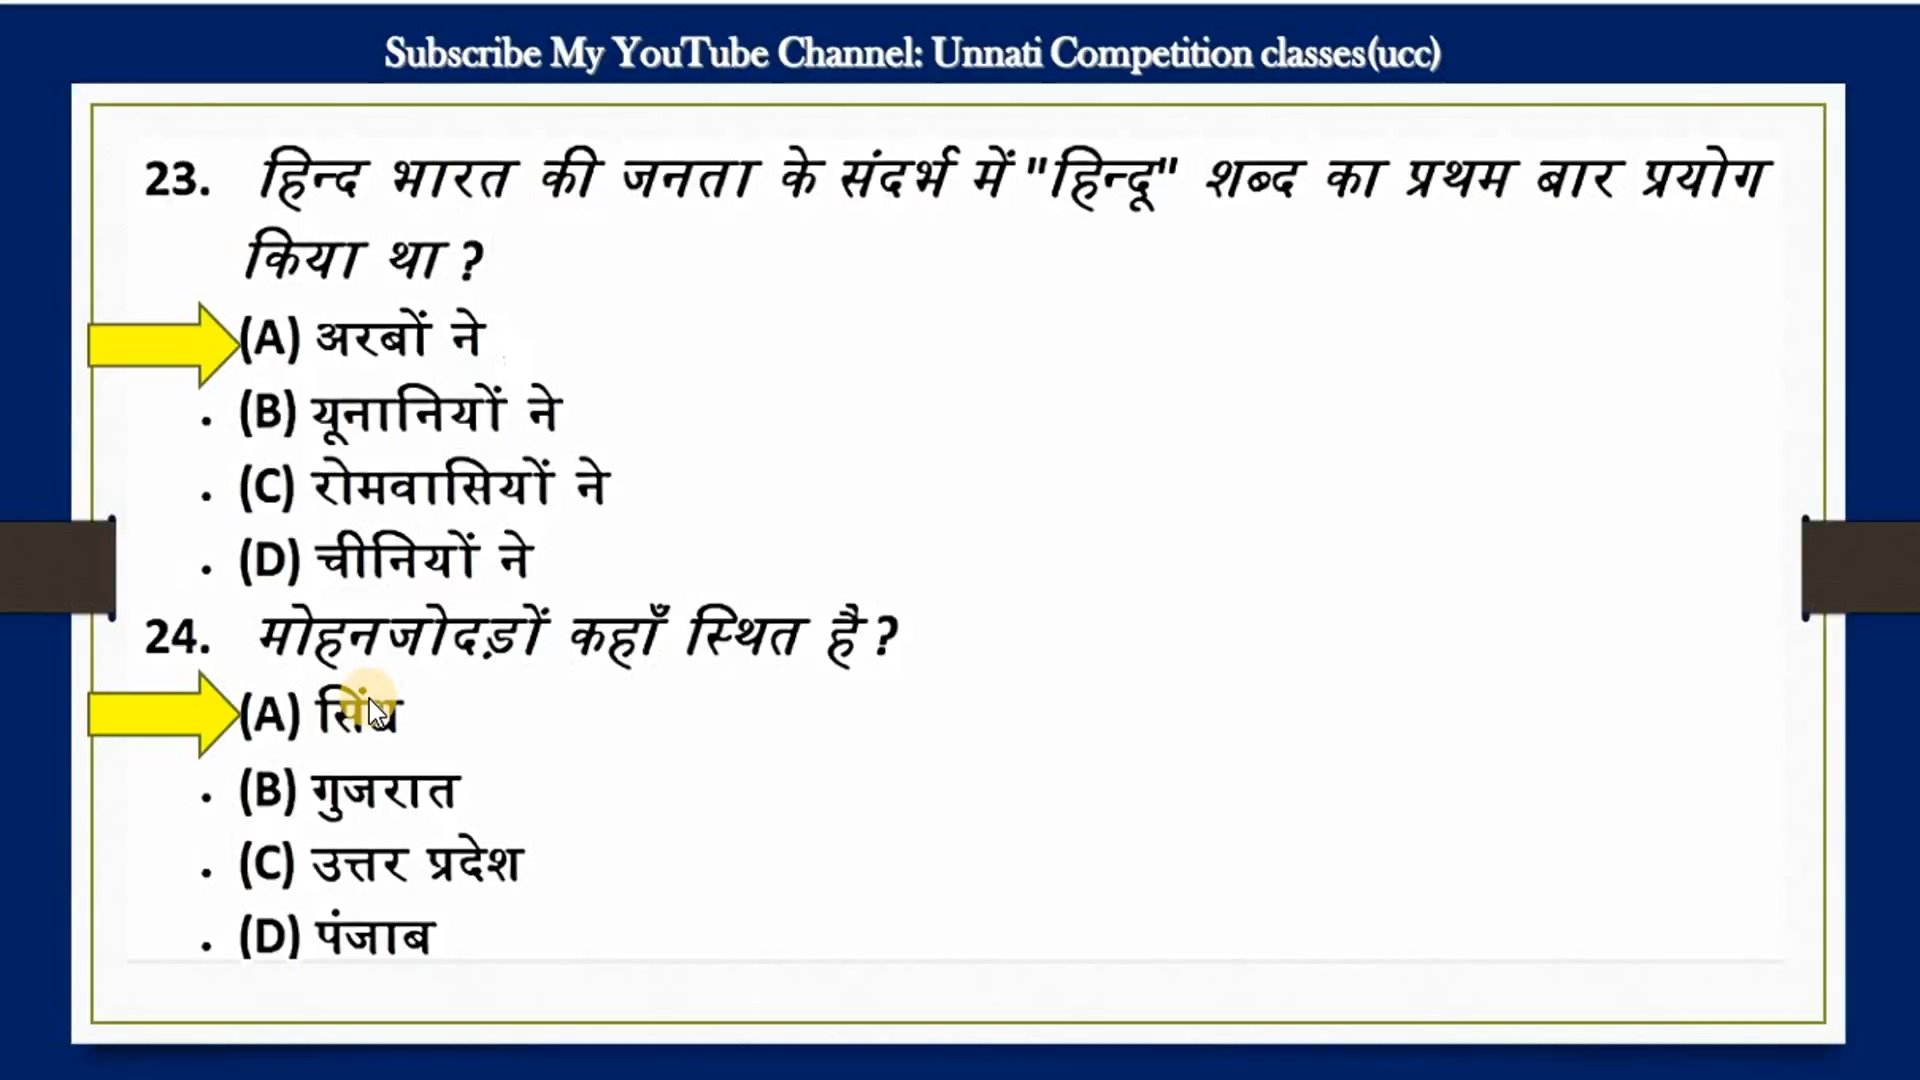 Subscribe My YouTube Channel: Unnati Competition classes(ucc)
23. हिन्द भारत की जनता के संदर्भ में "हिन्दू" शब्द का प्रथम बार प्रयोग
किया था ?
(A) अरबों ने
• (B) यूनानियों ने
• (C) रोमवासियों ने
• (D) चीनियों ने
24. मोहनजोदड़ों कहाँ स्थित है ?
(A) सिंध
• (B) गुजरात
• (C) उत्तर प्रदेश
• (D) पंजाब